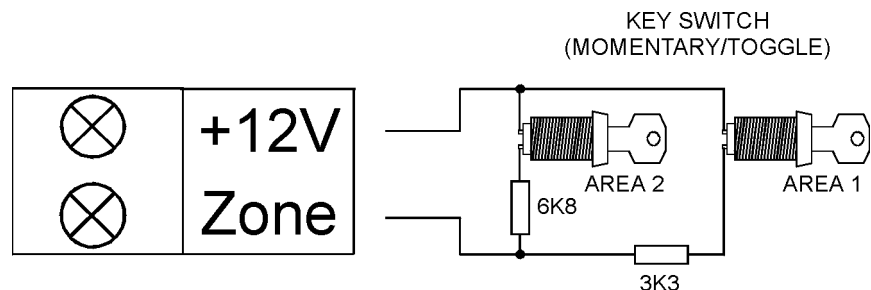 KEY SWITCH
(MOMENTARY/TOGGLE)
+12V
Zone
AREA 2
AREA 1
6K8
3K3